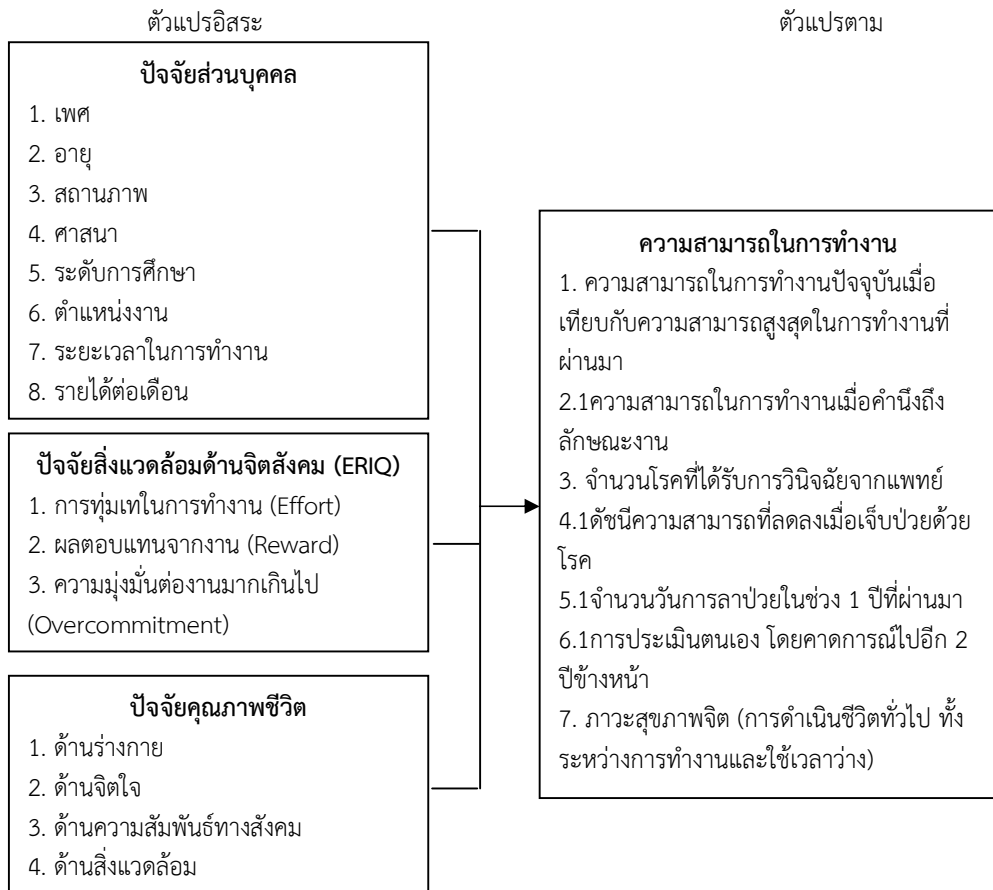 ตัวแปรอิสระ
ตัวแปรตาม
ปัจจัยส่วนบุคคล
1. เพศ
2. อายุ
3. สถานภาพ
4. ศาสนา
5. ระดับการศึกษา
6. ตำแหน่งงาน
7. ระยะเวลาในการทำงาน
8. รายได้ต่อเดือน
ปัจจัยสิ่งแวดล้อมด้านจิตสังคม (ERIQ)
1. การทุ่มเทในการทำงาน (Effort)
2. ผลตอบแทนจากงาน (Reward)
3. ความมุ่งมั่นต่องานมากเกินไป
(Overcommitment)
ปัจจัยคุณภาพชีวิต
1. ด้านร่างกาย
2. ด้านจิตใจ
3. ด้านความสัมพันธ์ทางสังคม
4. ด้านสิ่งแวดล้อม
ความสามารถในการทำงาน
1. ความสามารถในการทำงานปัจจุบันเมื่อ
เทียบกับความสามารถสูงสุดในการทำงานที่
ผ่านมา
2.1ความสามารถในการทำงานเมื่อคำนึงถึง
ลักษณะงาน
3. จำนวนโรคที่ได้รับการวินิจฉัยจากแพทย์
4.1ดัชนีความสามารถที่ลดลงเมื่อเจ็บป่วยด้วย
โรค
5.1จำนวนวันการลาป่วยในช่วง 1 ปีที่ผ่านมา
6.1การประเมินตนเอง โดยคาดการณ์ไปอีก 2
ปีข้างหน้า
7. ภาวะสุขภาพจิต (การดำเนินชีวิตทั่วไป ทั้ง
ระหว่างการทำงานและใช้เวลาว่าง)